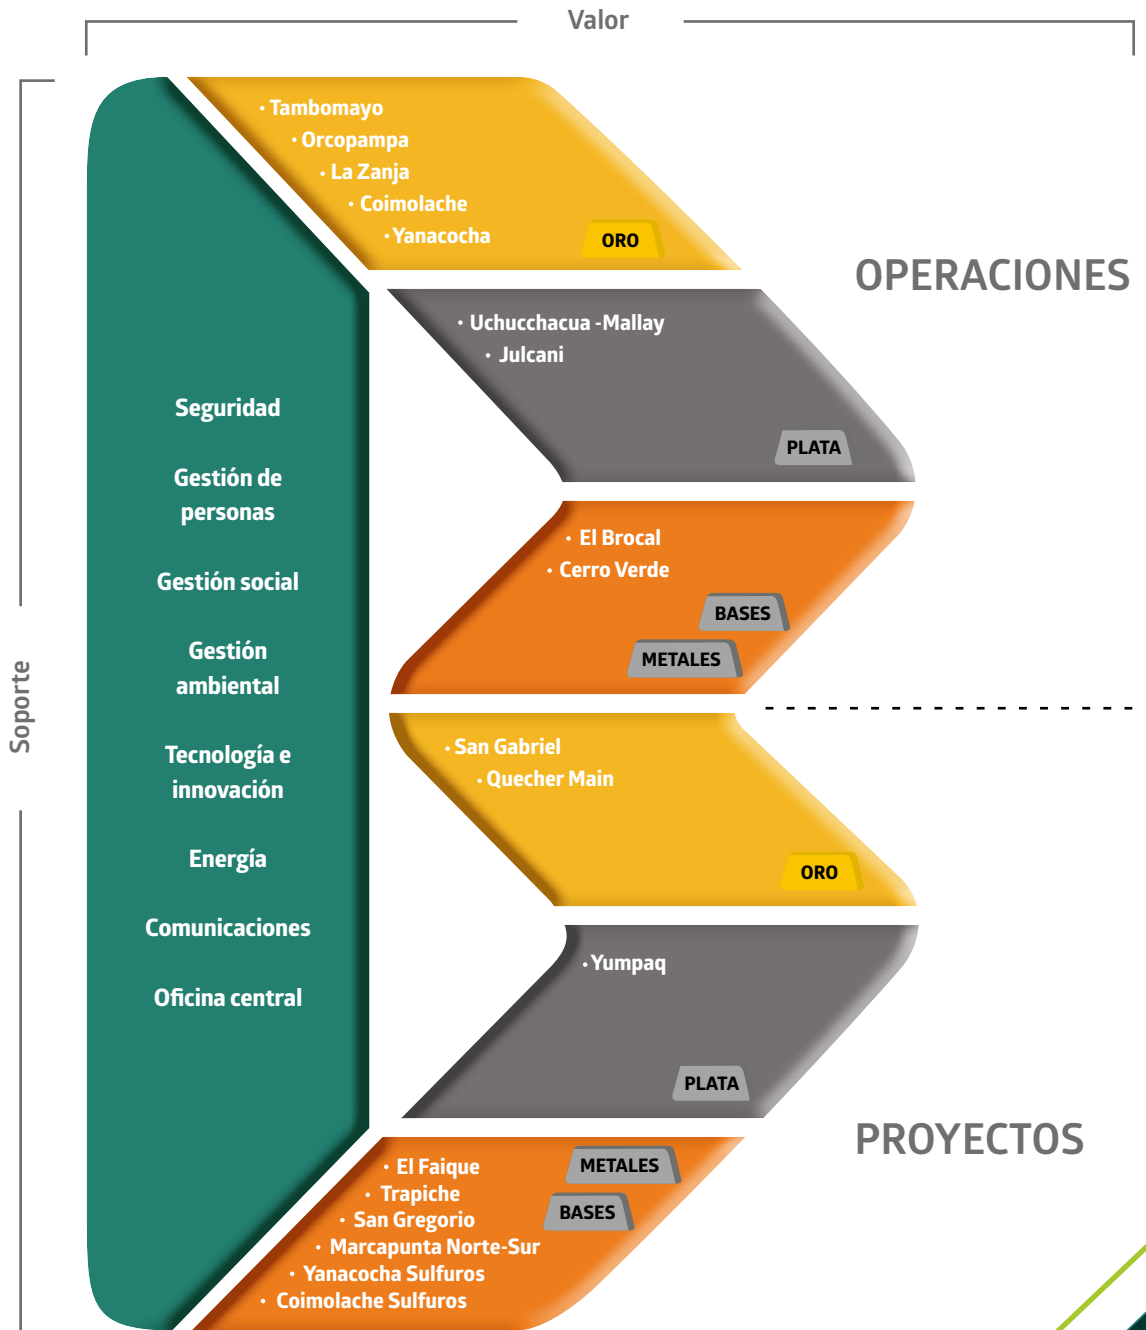 Valor
Soporte
Seguridad
Gestión de
personas
Gestión social
Gestión
ambiental
Tecnología e
innovación
Energía
Comunicaciones
Oficina central
· Tambomayo
· Orcopampa
· La Zanja
· Coimolache
· Yanacocha
ORO
OPERACIONES
· Uchucchacua -Mallay
· Julcani
PLATA
· El Brocal
· Cerro Verde
BASES
METALES
· San Gabriel
· Quecher Main
ORO
· Yumpaq
PLATA
PROYECTOS
· El Faique
· Trapiche
· San Gregorio
· Marcapunta Norte-Sur
· Yanacocha Sulfuros
· Coimolache Sulfuros
METALES
BASES